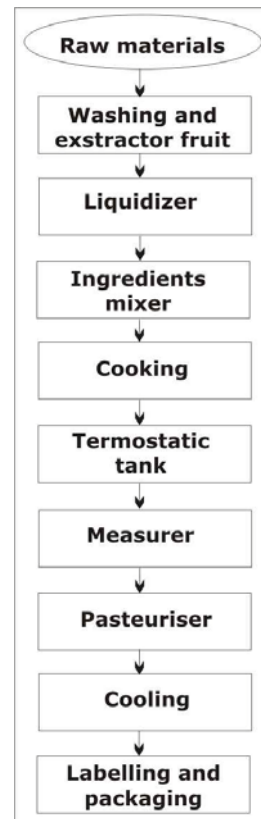 Raw materials
Washing and
exstractor fruit
Liquidizer
Ingredients
mixer
Cooking
Termostatic
tank
Measurer
Pasteuriser
Cooling
Labelling and
packaging